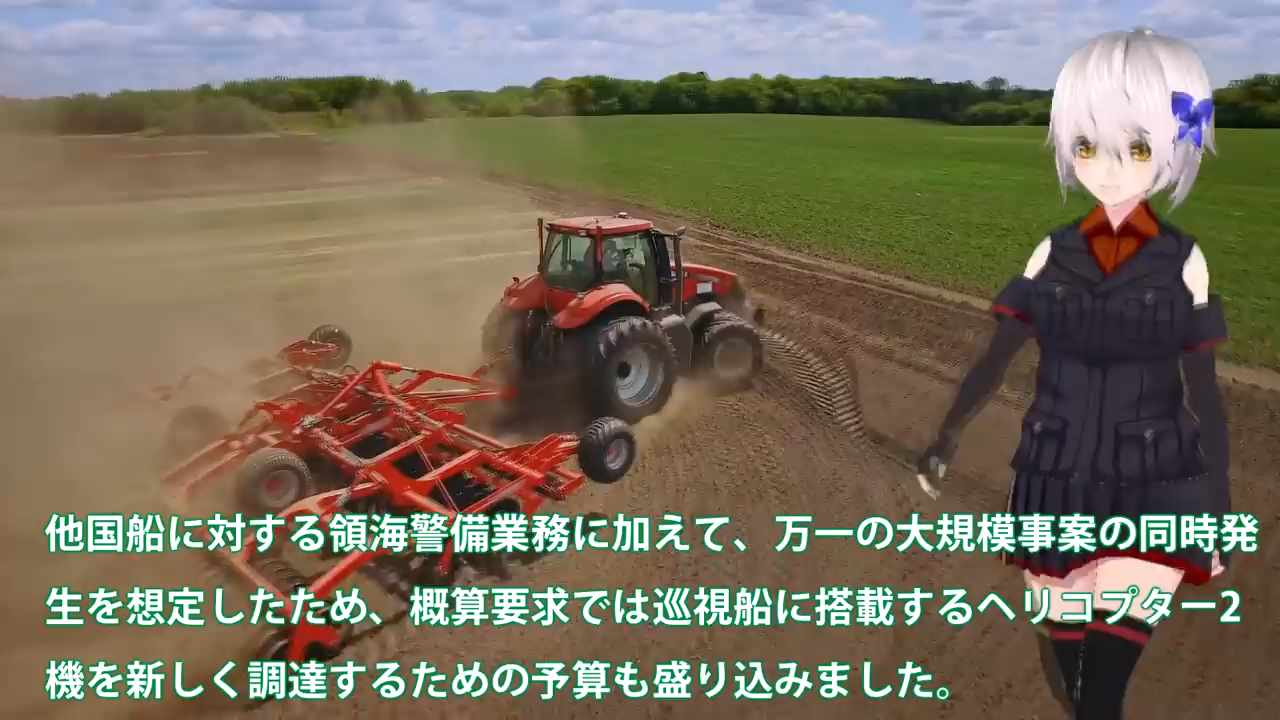 他国船に対する領海警備業務に加えて、万一の大規模事案の同時発
生を想定したため、概算要求では巡視船に搭載するヘリコプター2
機を新しく調達するための予算も盛り込みました。